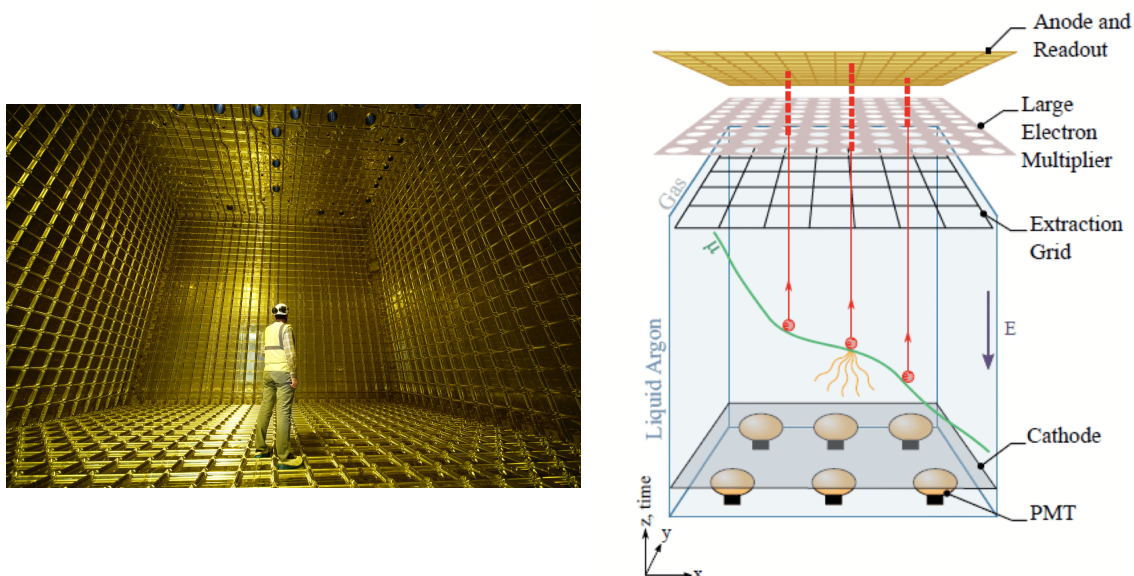 Anode and
Readout
Large
Electron
Multiplier
Gas
Extraction
Grid
μ
E
Liquid Argon
Cathode
PMT
z, time
y
x